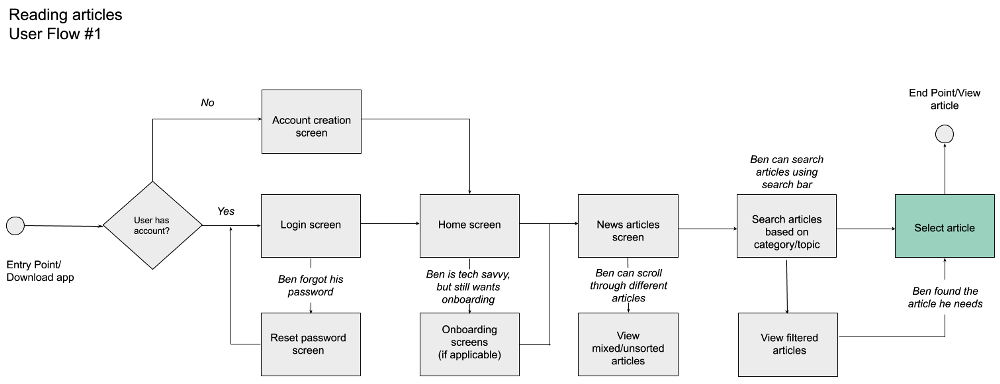 Reading articles
User Flow #1
No
Account creation
screen
End Point/View
article
Ben can search
articles using
search bar
User has
account?
Yes
Login screen
Home screen
News articles
screen
Search articles
based on
category/topic
Select article
Entry Point/
Download app
Ben forgot his
password
Ben is tech savvy,
but still wants
onboarding
Ben can scroll
through different
articles
Ben found the
article he needs
Reset password
screen
Onboarding
screens
(if applicable)
View
mixed/unsorted
articles
View filtered
articles